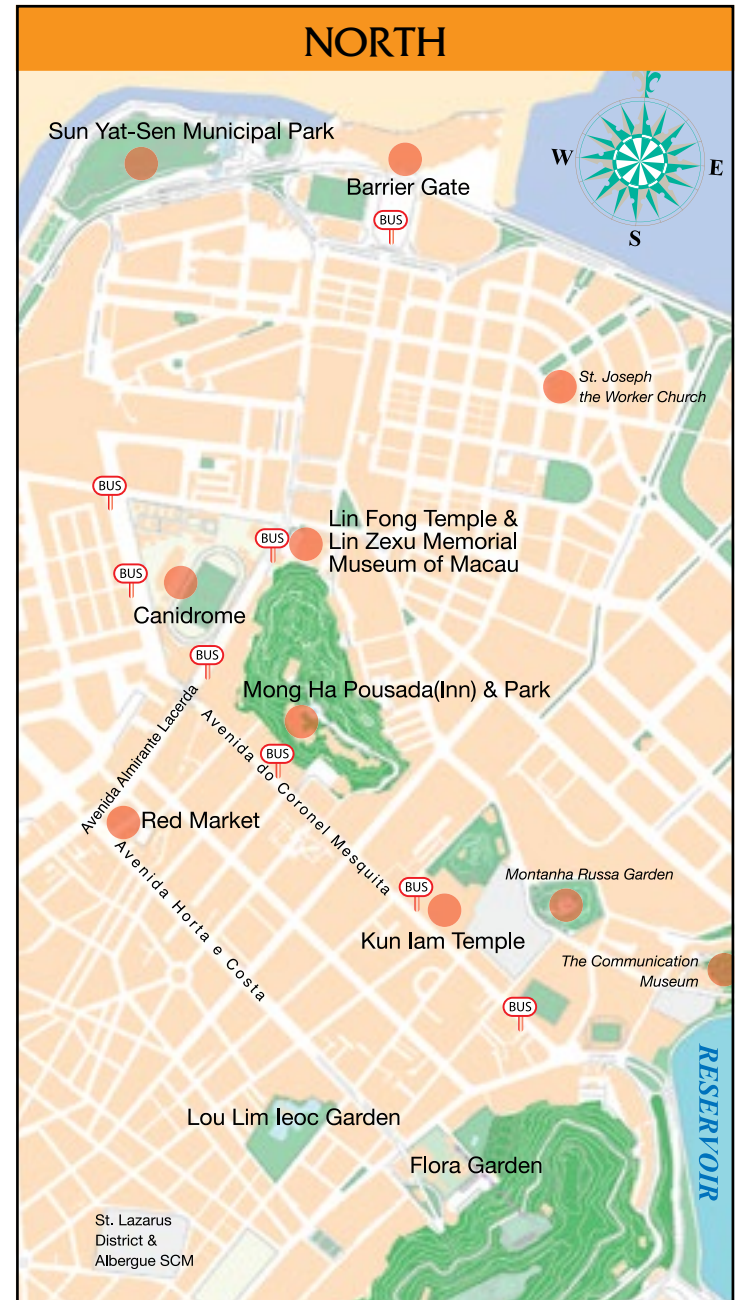 NORTH
Sun Yat-Sen Municipal Park
Barrier Gate
W
E
S
BUS
St. Joseph
the Worker Church
BUS
Lin Fong Temple &
Lin Zexu Memorial
Museum of Macau
BUS
BUS
Canidrome
BUS
Mong Ha Pousada(Inn) & Park
Avenida Almirante Lacerda
Avenida do Coronel Mesquita
BUS
Red Market
Avenida Horta e Costa
Montanha Russa Garden
BUS
Kun Iam Temple
The Communication
Museum
BUS
RESERVOIR
Lou Lim Ieoc Garden
Flora Garden
St. Lazarus
District &
Albergue SCM